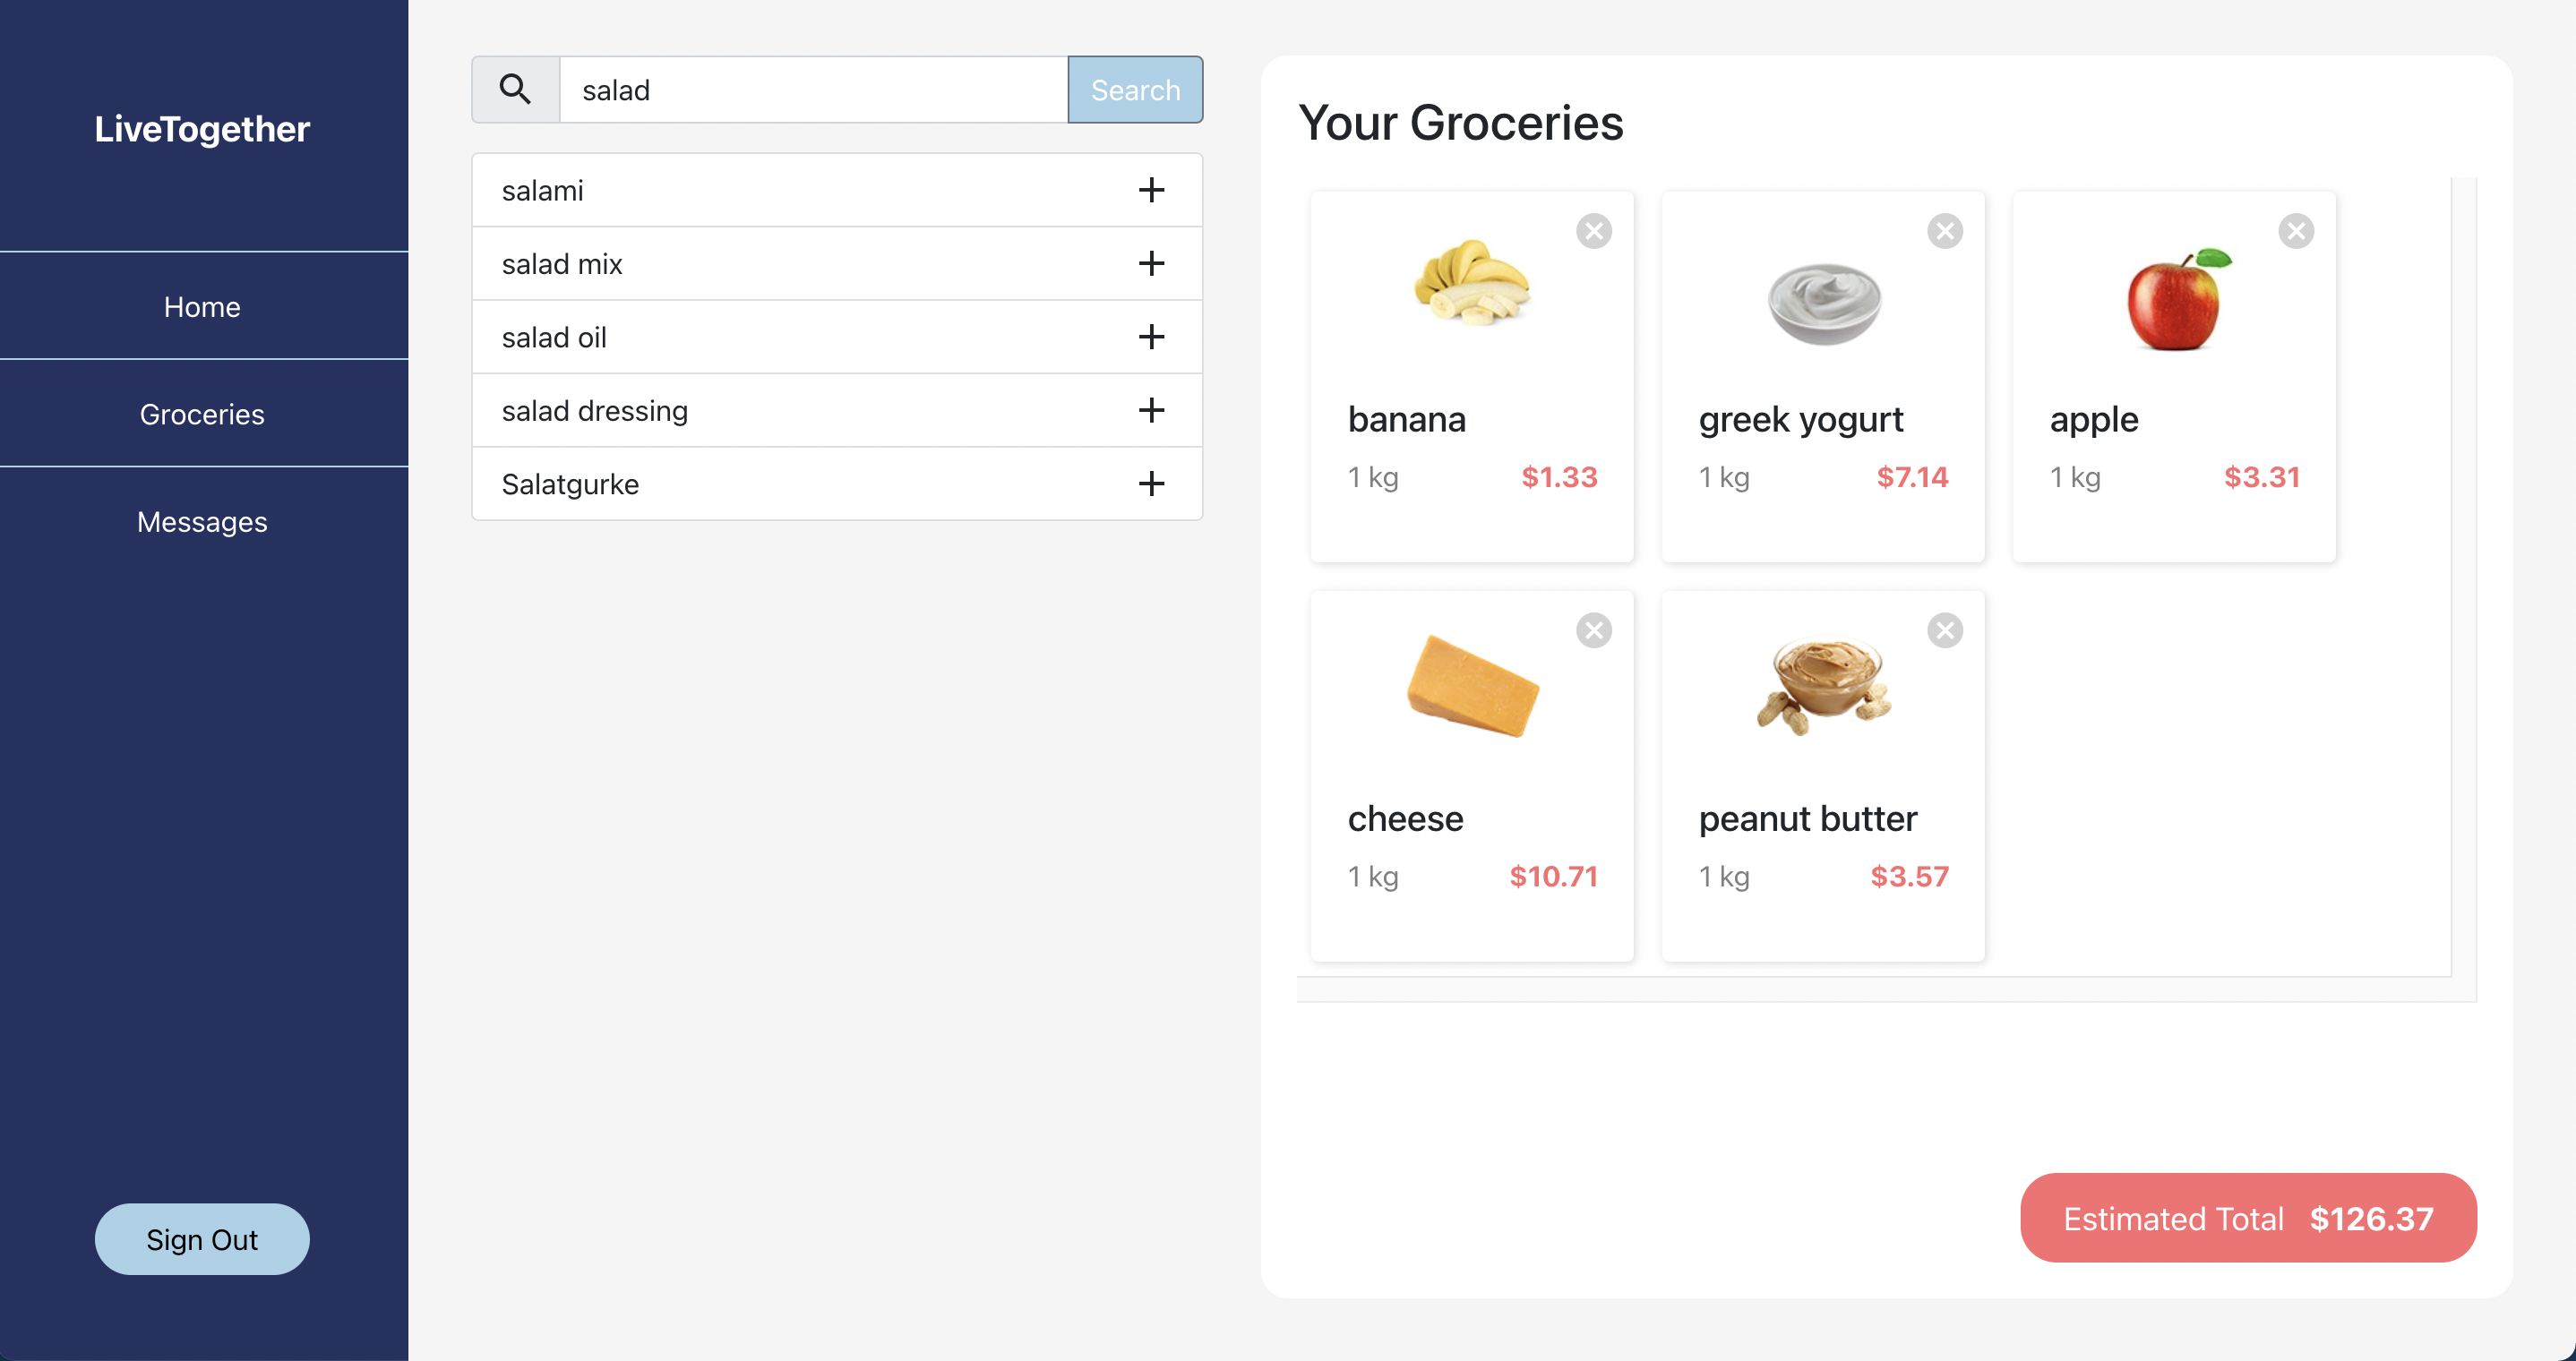 LiveTogether
Home
Groceries
Messages
Sign Out
salad
Search
salami
salad mix
salad oil
salad dressing
Salatgurke
Your Groceries
banana
1 kg $1.33
greek yogurt
1 kg $7.14
apple
1 kg $3.31
cheese
1 kg $10.71
peanut butter
1 kg $3.57
Estimated Total $126.37